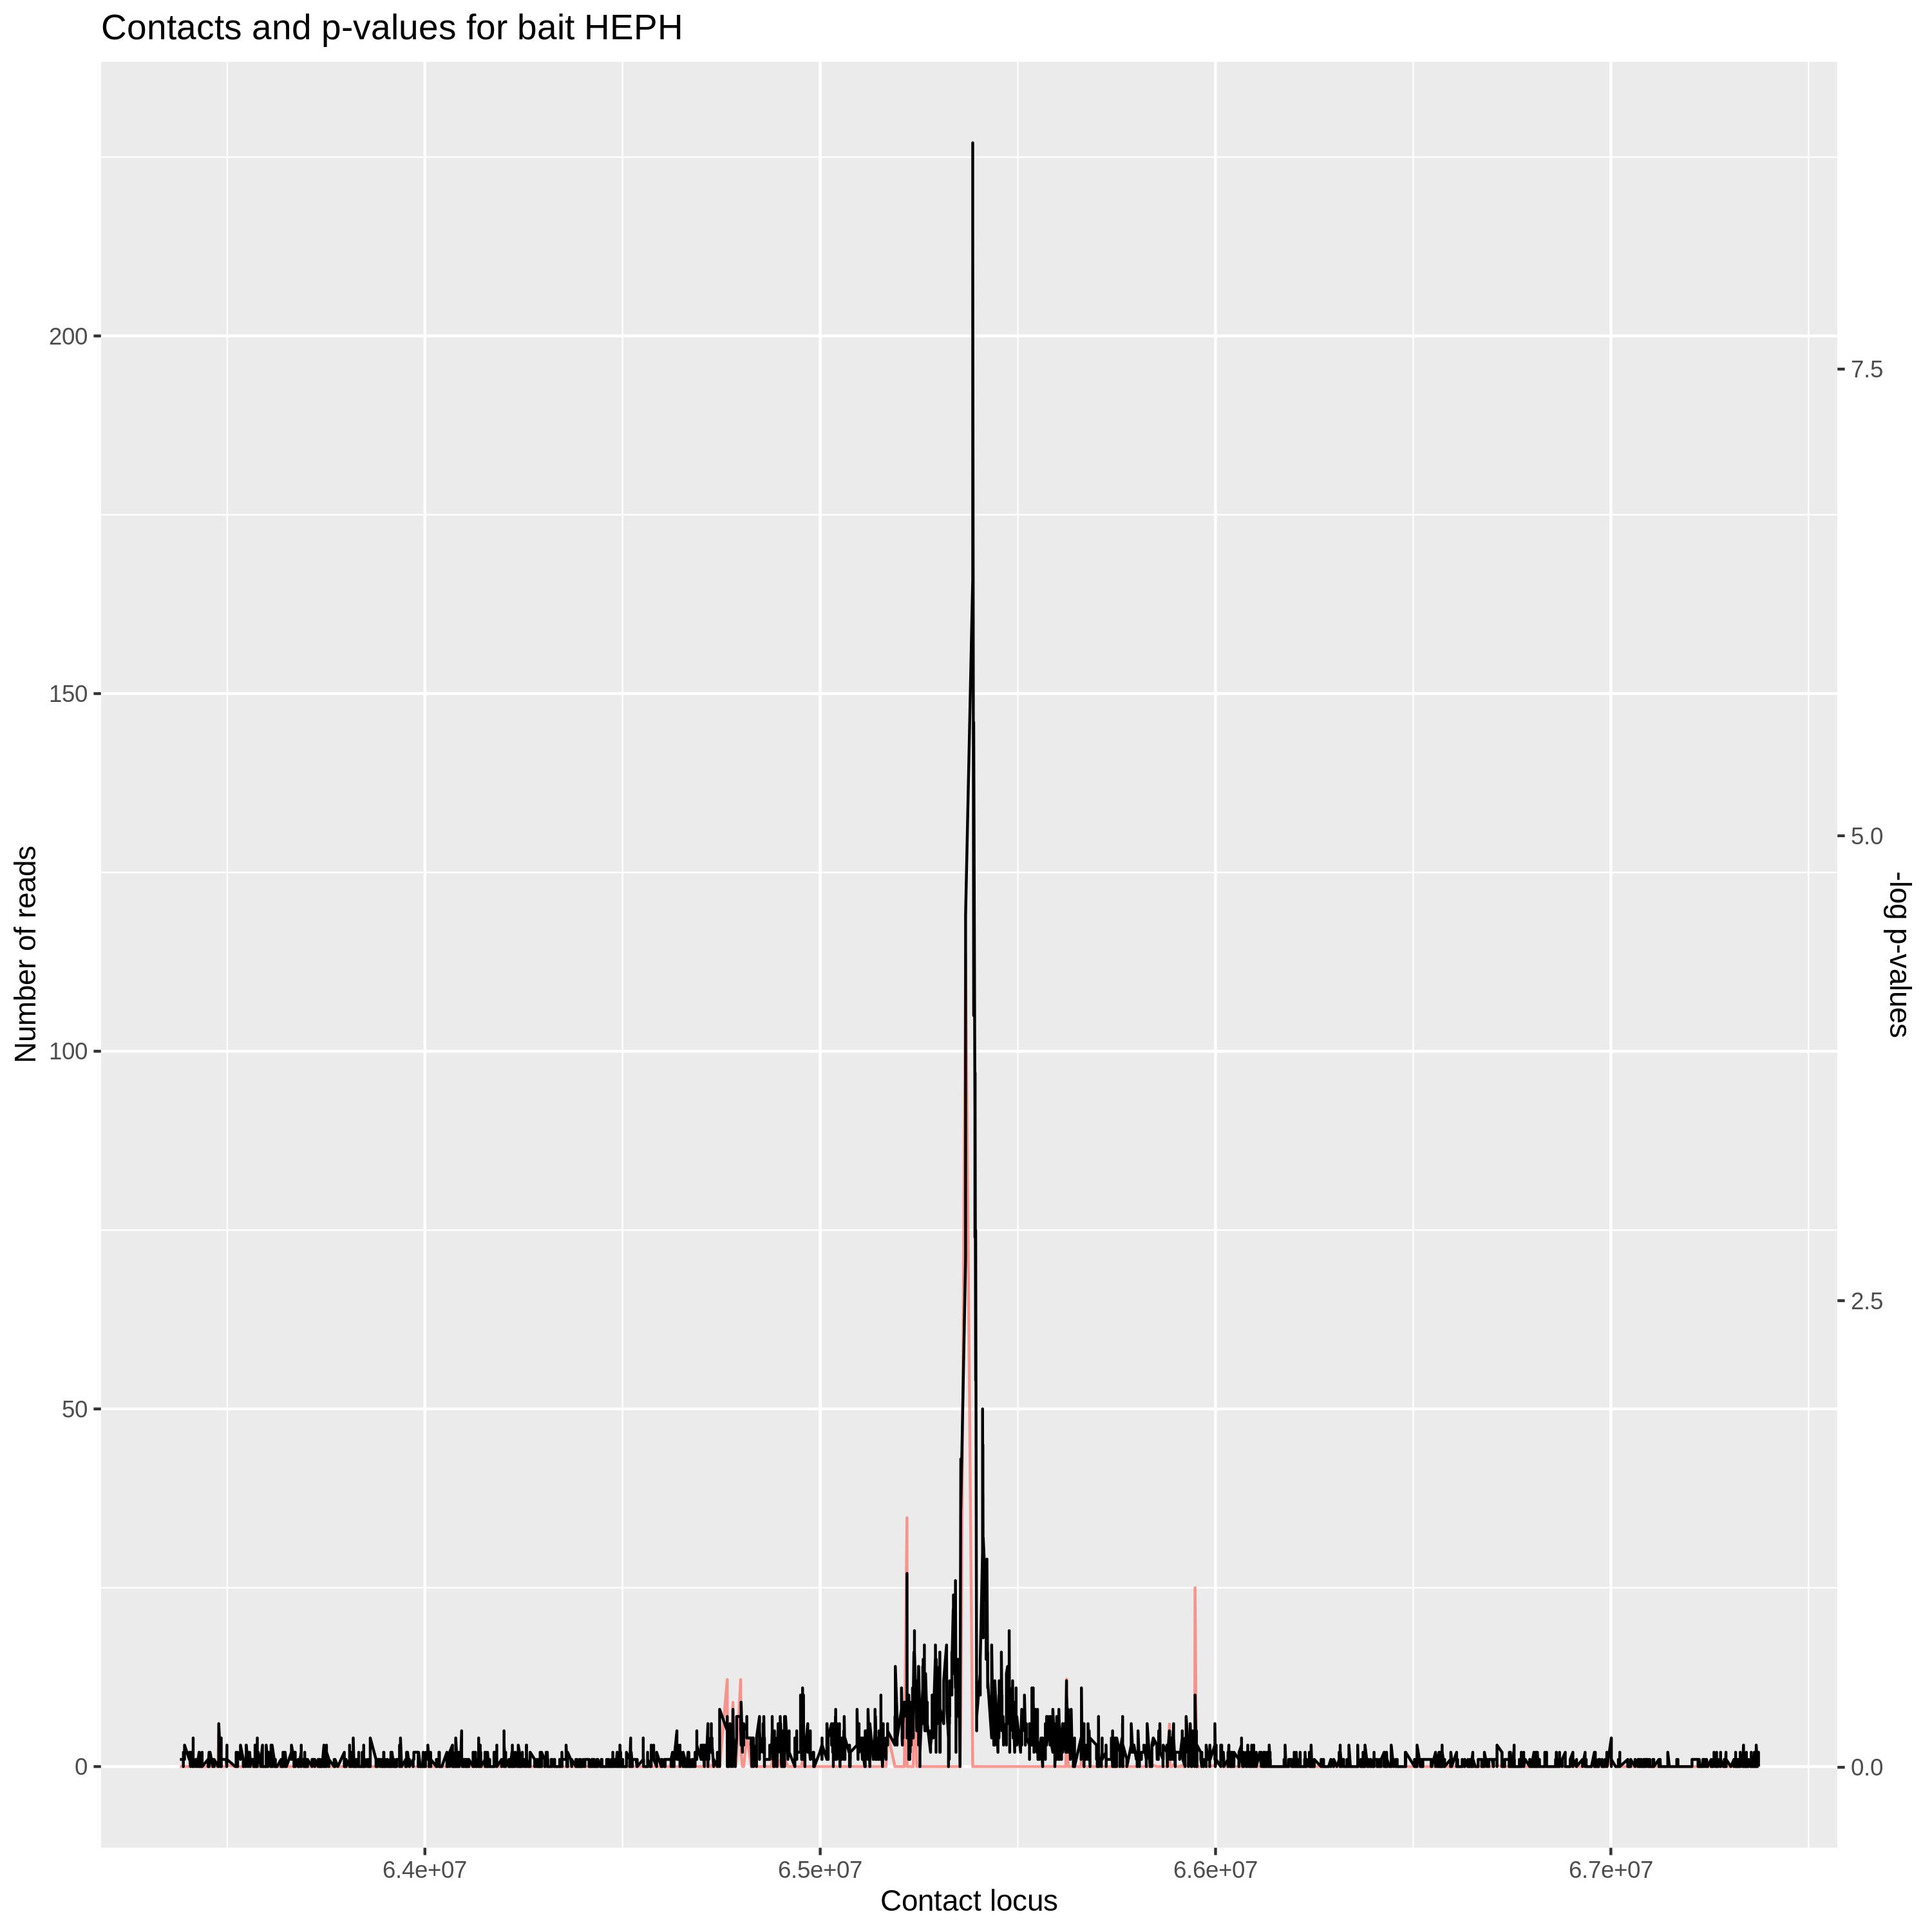 Contacts and p-values for bait HEPH
Number of reads
200
150
100
50
0
7.5
5.0
2.5
0.0
-log p-values
6.4e+07
6.5e+07
6.6e+07
6.7e+07
Contact locus